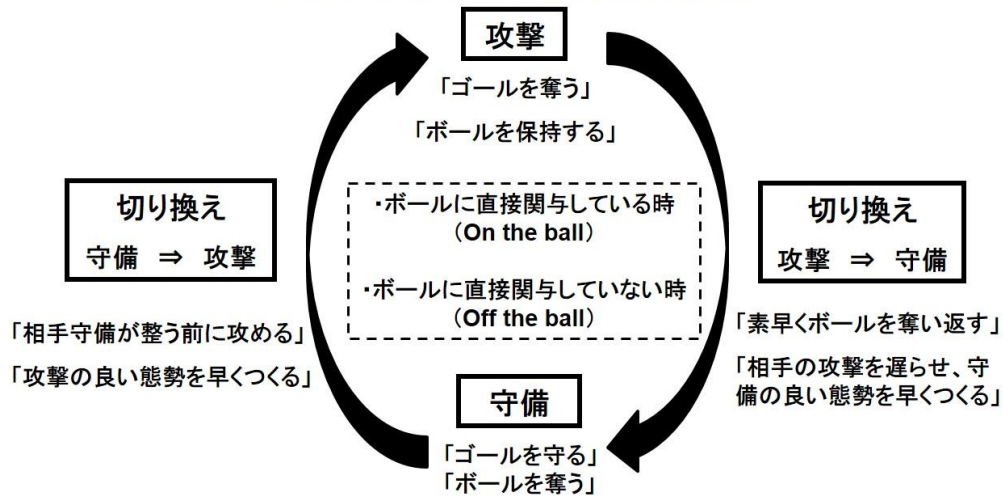 攻撃
「ゴールを奪う」
「ボールを保持する」
切り換え
守備 ⇒ 攻撃
「相手守備が整う前に攻める」
「攻撃の良い態勢を早くつくる」
・ボールに直接関与している時
（On the ball）
・ボールに直接関与していない時
（Off the ball）
切り換え
攻撃 ⇒ 守備
「素早くボールを奪い返す」
「相手の攻撃を遅らせ、守
備の良い態勢を早くつくる」
守備
「ゴールを守る」
「ボールを奪う」